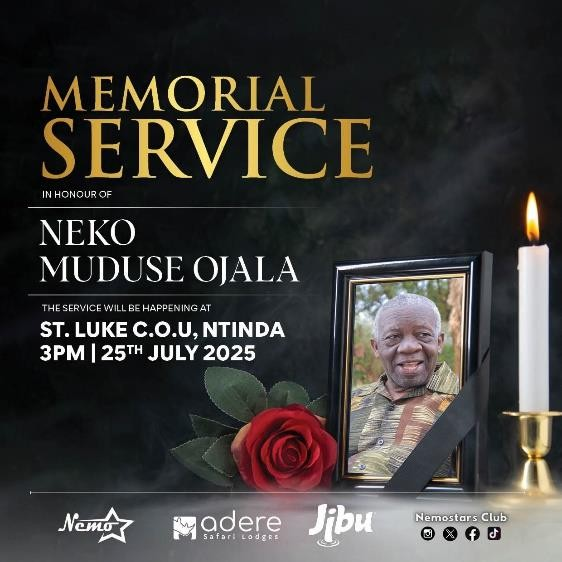 MEMORIAL
SERVICE
IN HONOUR OF
NEKO
MUDUSE OJALA
THE SERVICE WILL BE HAPPENING AT
ST. LUKE C.O.U, NTINDA
3PM | 25TH JULY 2025
Nemo
adere
Safari Lodges
Jibu
Nemostars Club